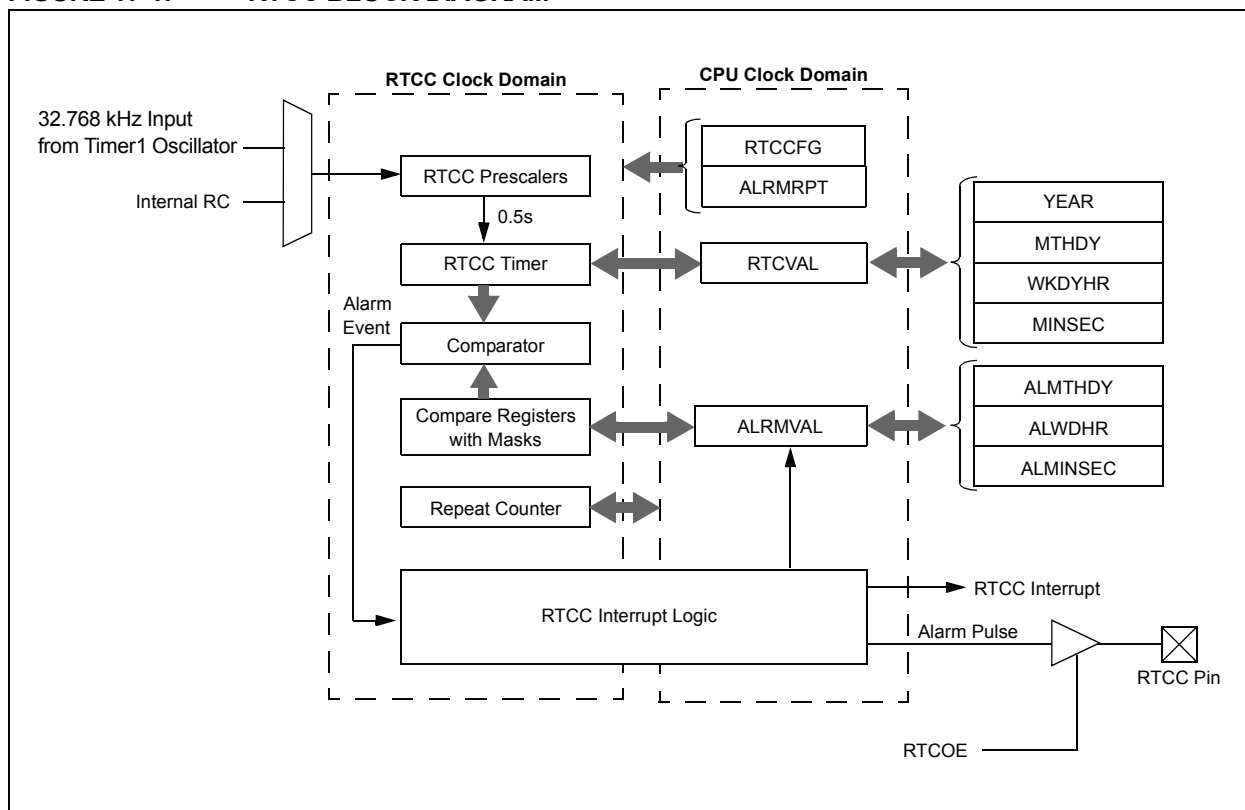 RTCC Clock Domain
CPU Clock Domain
32.768 kHz Input
from Timer1 Oscillator
Internal RC
RTCC Prescalers
0.5s
RTCC Timer
Alarm
Event
Comparator
Compare Registers
with Masks
Repeat Counter
RTCCFG
ALRMRPT
RTCVAL
YEAR
MTHDY
WKDYHR
MINSEC
ALRMVAL
ALMTHDY
ALWDHR
ALMINSEC
RTCC Interrupt Logic
RTCC Interrupt
Alarm Pulse
RTCC Pin
RTCOE